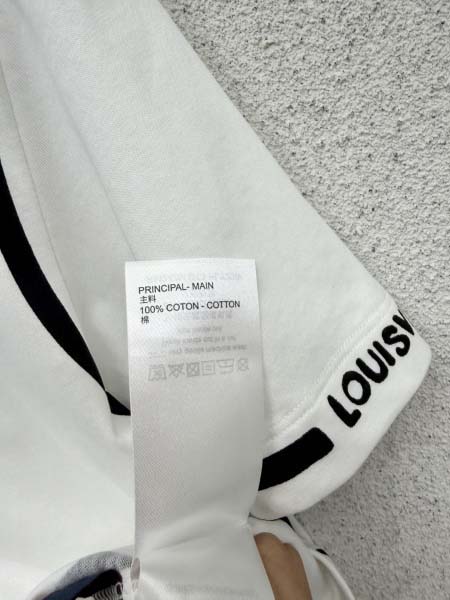 PRINCIPAL- MAIN
主料
100% COTON - COTTON
棉
LOUISV